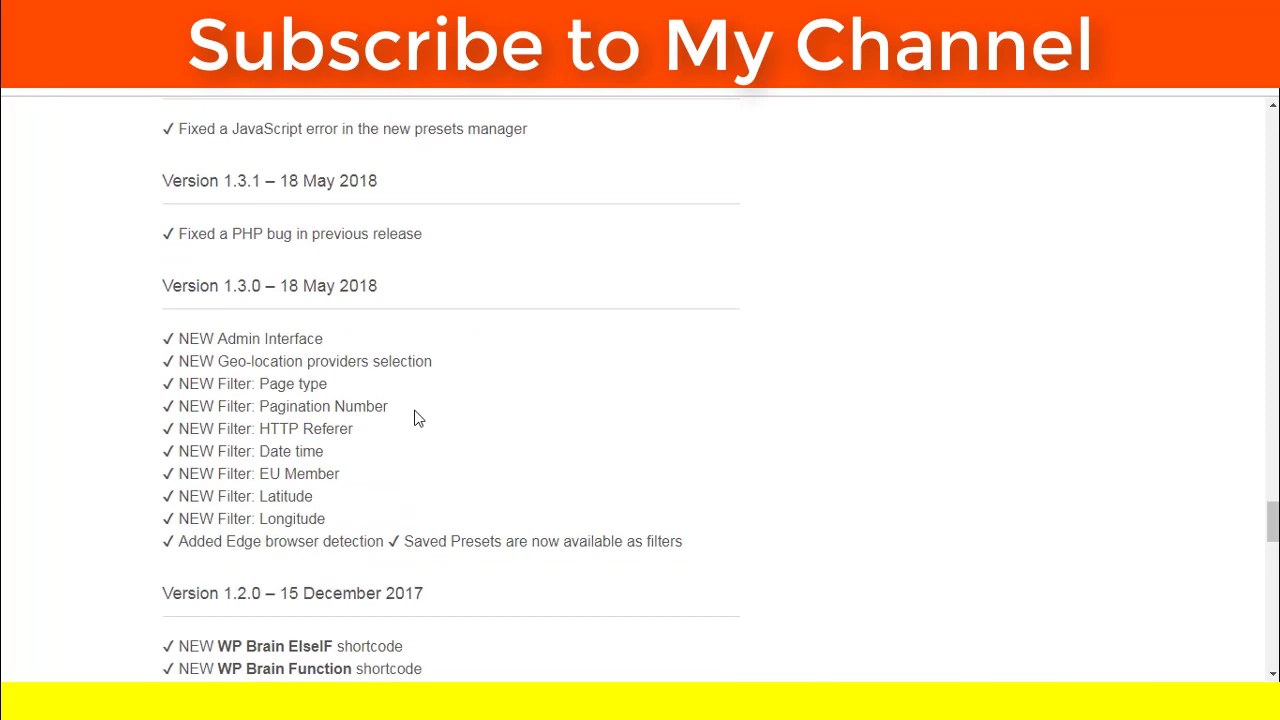 Subscribe to My Channel
✓ Fixed a JavaScript error in the new presets manager
Version 1.3.1 – 18 May 2018
✓ Fixed a PHP bug in previous release
Version 1.3.0 – 18 May 2018
✓ NEW Admin Interface
✓ NEW Geo-location providers selection
✓ NEW Filter: Page type
✓ NEW Filter: Pagination Number
✓ NEW Filter: HTTP Referer
✓ NEW Filter: Date time
✓ NEW Filter: EU Member
✓ NEW Filter: Latitude
✓ NEW Filter: Longitude
✓ Added Edge browser detection ✓ Saved Presets are now available as filters
Version 1.2.0 – 15 December 2017
✓ NEW WP Brain ElseIF shortcode
✓ NEW WP Brain Function shortcode